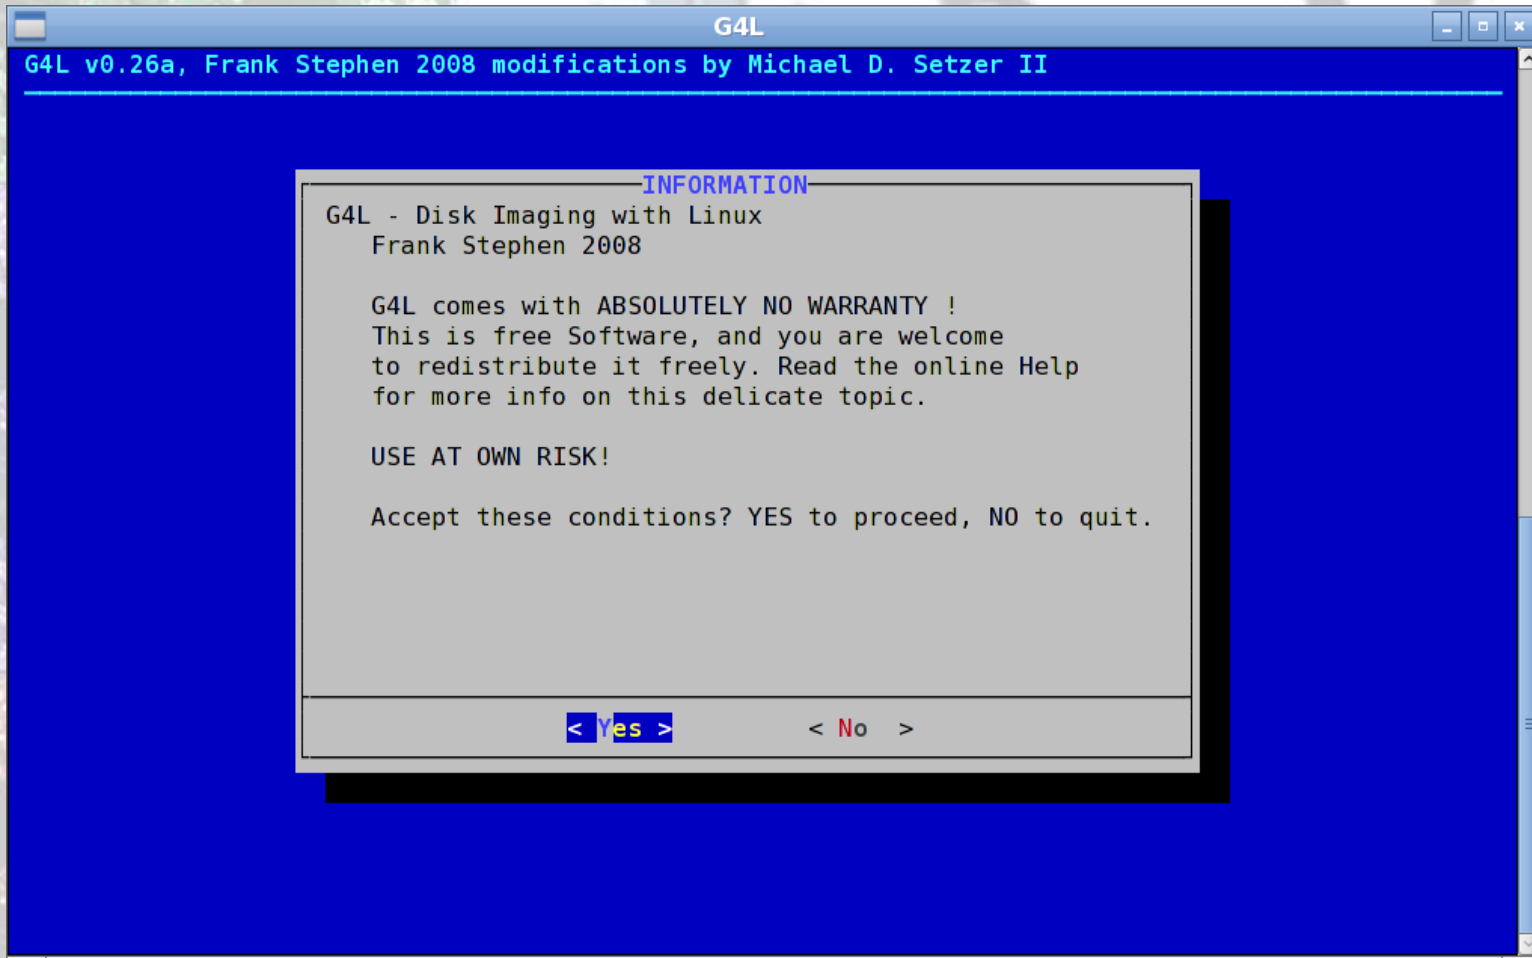 G4L
G4L v0.26a, Frank Stephen 2008 modifications by Michael D. Setzer II
INFORMATION
G4L - Disk Imaging with Linux
Frank Stephen 2008
G4L comes with ABSOLUTELY NO WARRANTY !
This is free Software, and you are welcome
to redistribute it freely. Read the online Help
for more info on this delicate topic.
USE AT OWN RISK!
Accept these conditions? YES to proceed, NO to quit.
< Yes > < No >